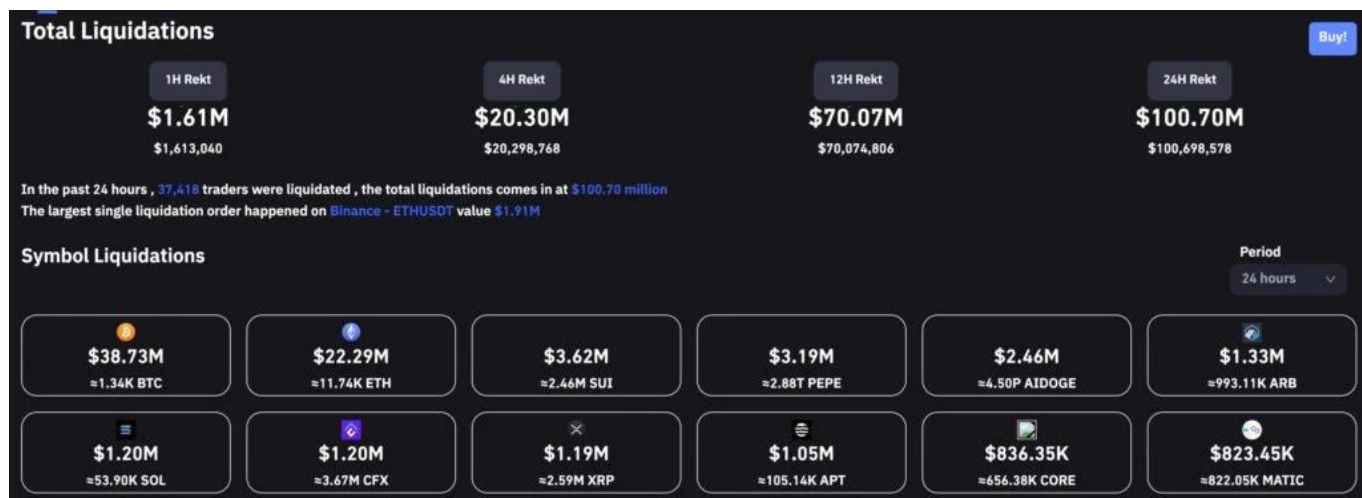 Total Liquidations
Buy!
1H Rekt
4H Rekt
12H Rekt
24H Rekt
$1.61M
$20.30M
$70.07M
$100.70M
$1,613,040
$20,298,768
$70,074,806
$100,698,578
In the past 24 hours , 37,418 traders were liquidated , the total liquidations comes in at $100.70 million
The largest single liquidation order happened on Binance - ETHUSDT value $1.91M
Symbol Liquidations
Period
24 hours
$38.73M
$22.29M
$3.62M
$3.19M
$2.46M
$1.33M
≈1.34K BTC
≈11.74K ETH
≈2.46M SUI
≈2.88T PEPE
≈4.50P AIDOGE
≈993.11K ARB
$1.20M
$1.20M
$1.19M
$1.05M
$836.35K
$823.45K
≈53.90K SOL
≈3.67M CFX
≈2.59M XRP
≈105.14K APT
≈656.38K CORE
≈822.05K MATIC